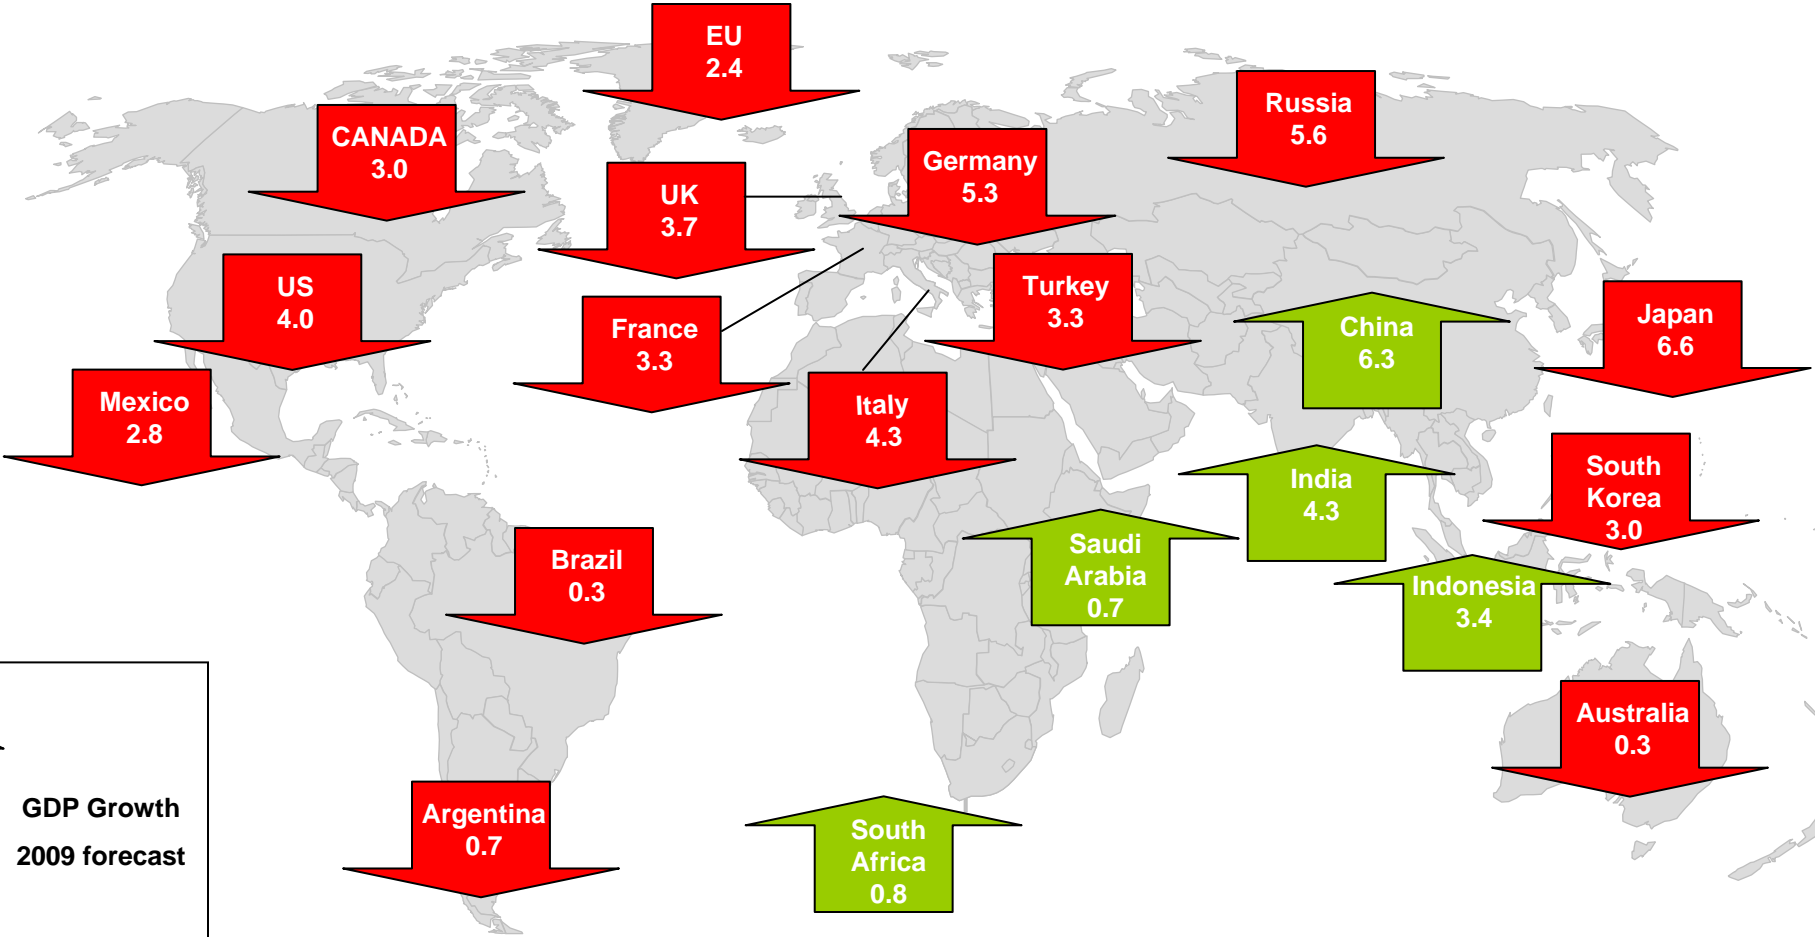 EU
2.4
CANADA
3.0
UK
3.7
Germany
5.3
Russia
5.6
US
4.0
France
3.3
Turkey
3.3
China
6.3
Japan
6.6
Mexico
2.8
Italy
4.3
India
4.3
South
Korea
3.0
Brazil
0.3
Saudi
Arabia
0.7
Indonesia
3.4
Australia
0.3
Argentina
0.7
South
Africa
0.8
GDP Growth
2009 forecast